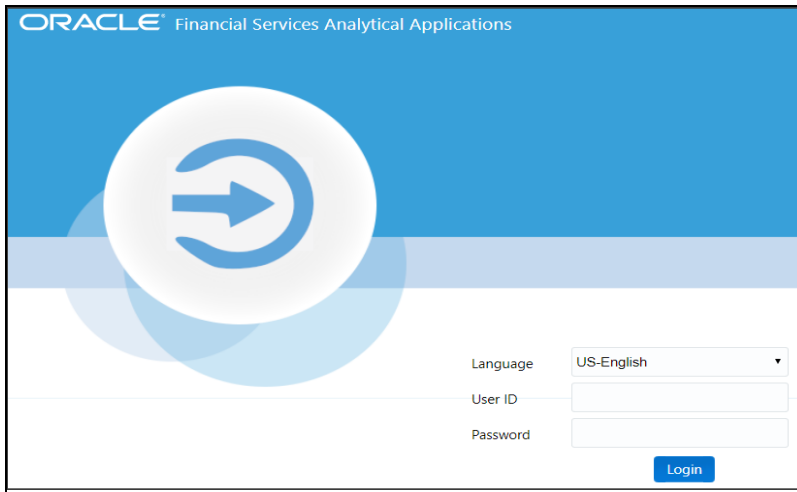 ORACLE® Financial Services Analytical Applications
Language US-English
User ID
Password
Login